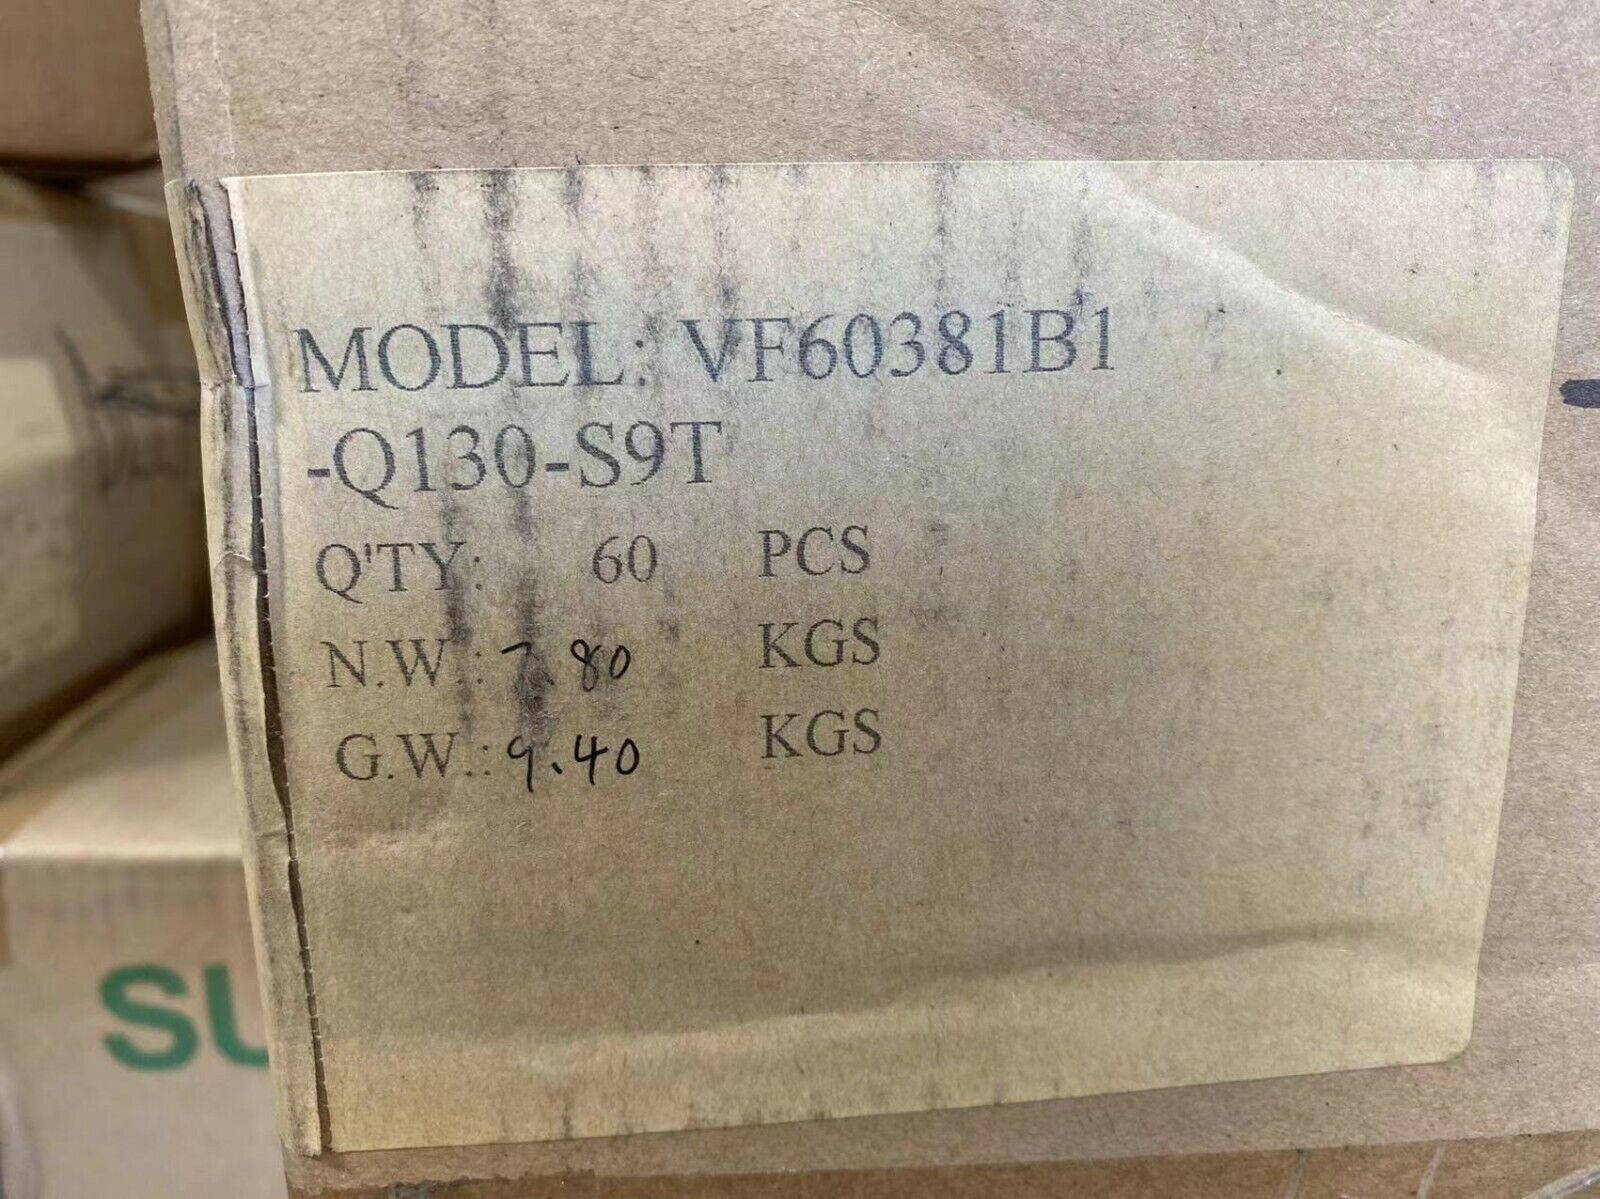 MODEL: VF60381B1
-Q130-S9T
Q'TY: 60 PCS
N.W.: 7.80 KGS
G.W.: 9.40 KGS
SU